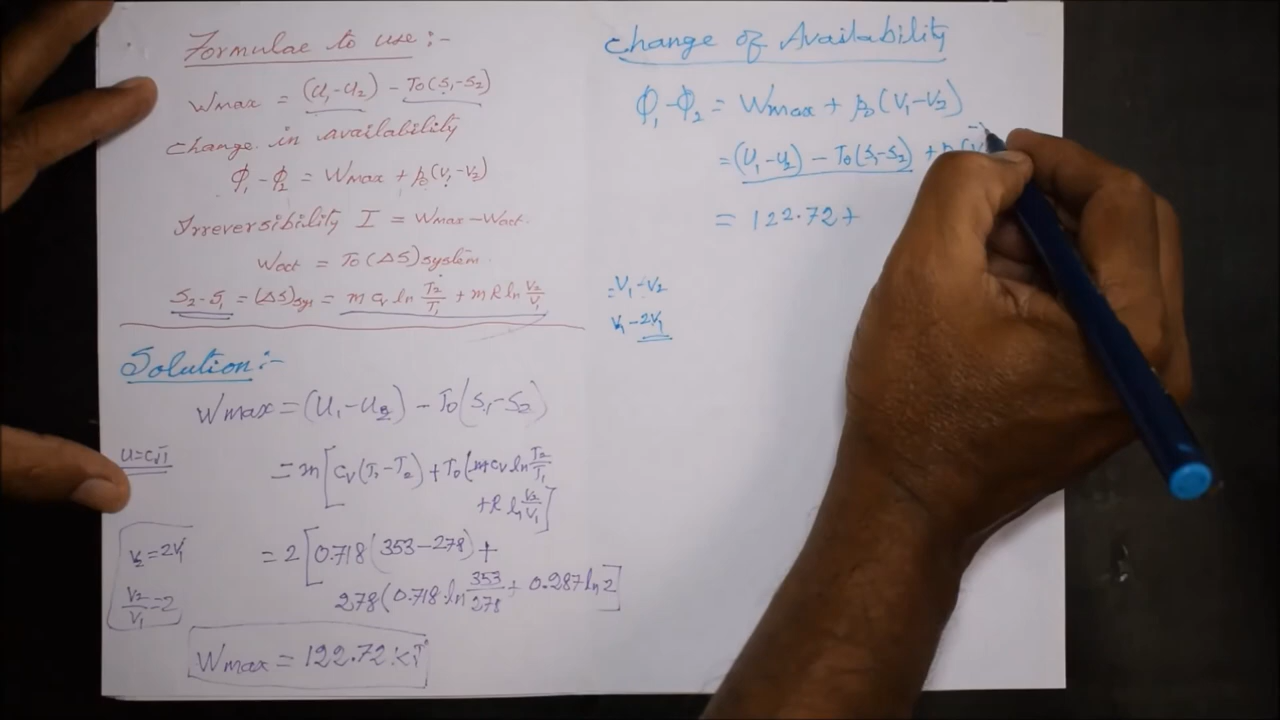 Formulae to use :-
Wmax = (U₁-U₂) - T₀(S₁-S₂)
Change in availability
ϕ₁-ϕ₂ = Wmax + p₀(V₁-V₂)
Irreversibility I = Wmax-Wact.
Wact = T₀(ΔS)system.
S₂-S₁ = (ΔS)sys = m cv ln T₂/T₁ + m R ln V₂/V₁
Solution :-
Wmax = (U₁-U₂) - T₀(S₁-S₂)
U=cvT
= m[cv(T₁-T₂) + T₀(mcv ln T₂/T₁
+R ln V₂/V₁]
V₂=2V₁
V₂/V₁=2
= 2[0.718(353-278) +
278(0.718 ln 353/278 + 0.287 ln 2]
Wmax = 122.72 KJ
Change of Availability
ϕ₁-ϕ₂ = Wmax + p₀(V₁-V₂)
= (U₁-U₂) - T₀(S₁-S₂) + p₀(V
= 122.72 +
= V₁-V₂
V₁-2V₁